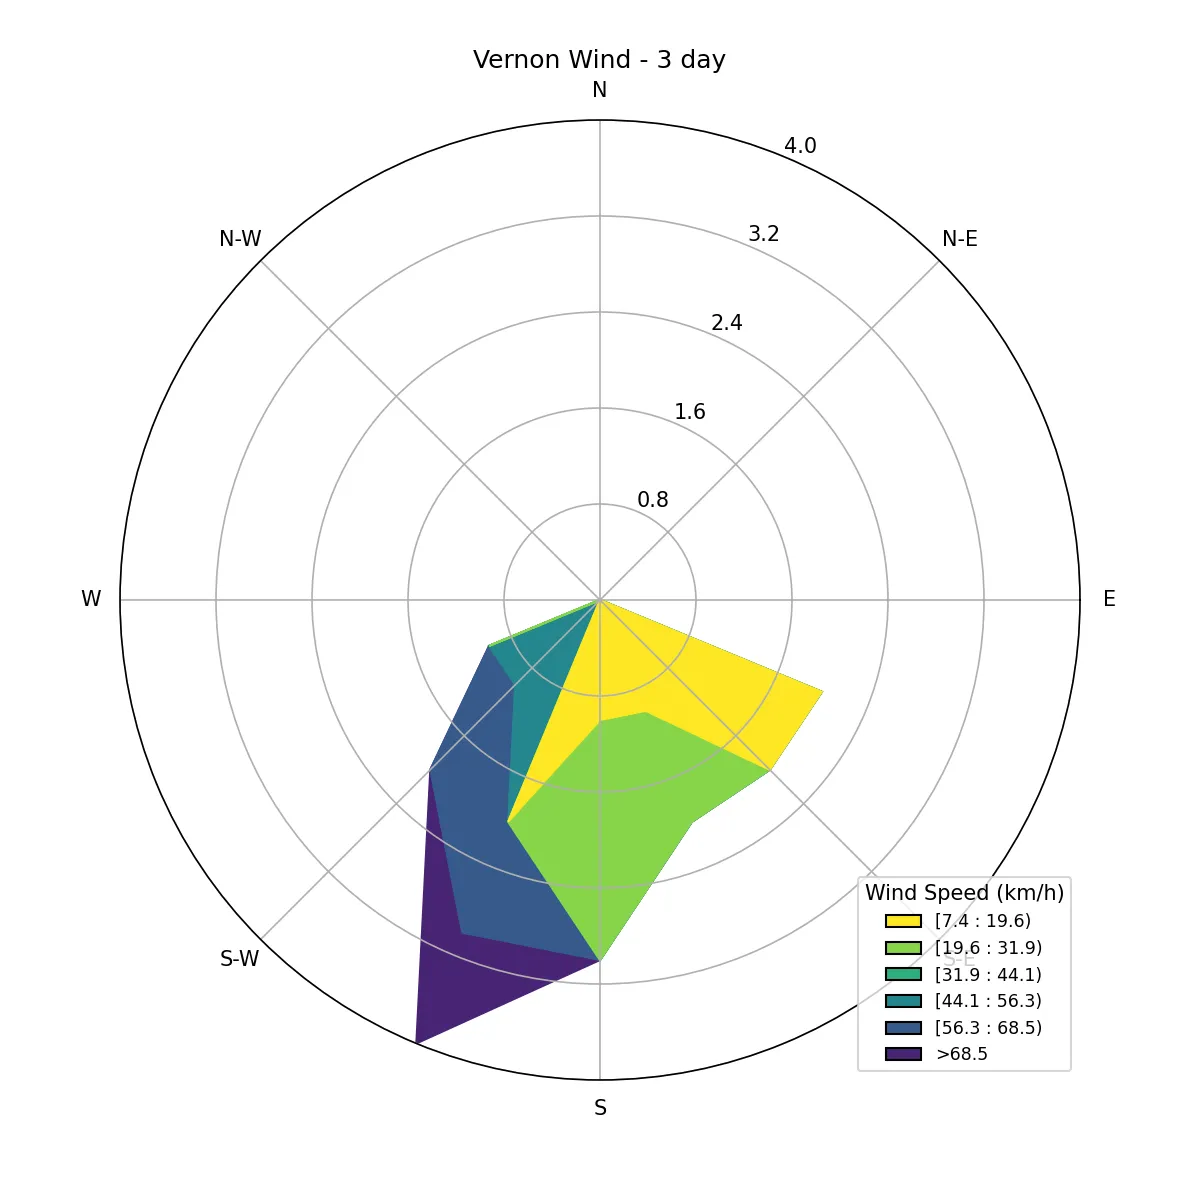 Vernon Wind - 3 day
N
4.0
N-W
3.2
N-E
2.4
1.6
0.8
W
E
Wind Speed (km/h)
[7.4 : 19.6)
[19.6 : 31.9)
S-W
S-E
[31.9 : 44.1)
[44.1 : 56.3)
[56.3 : 68.5)
>68.5
S